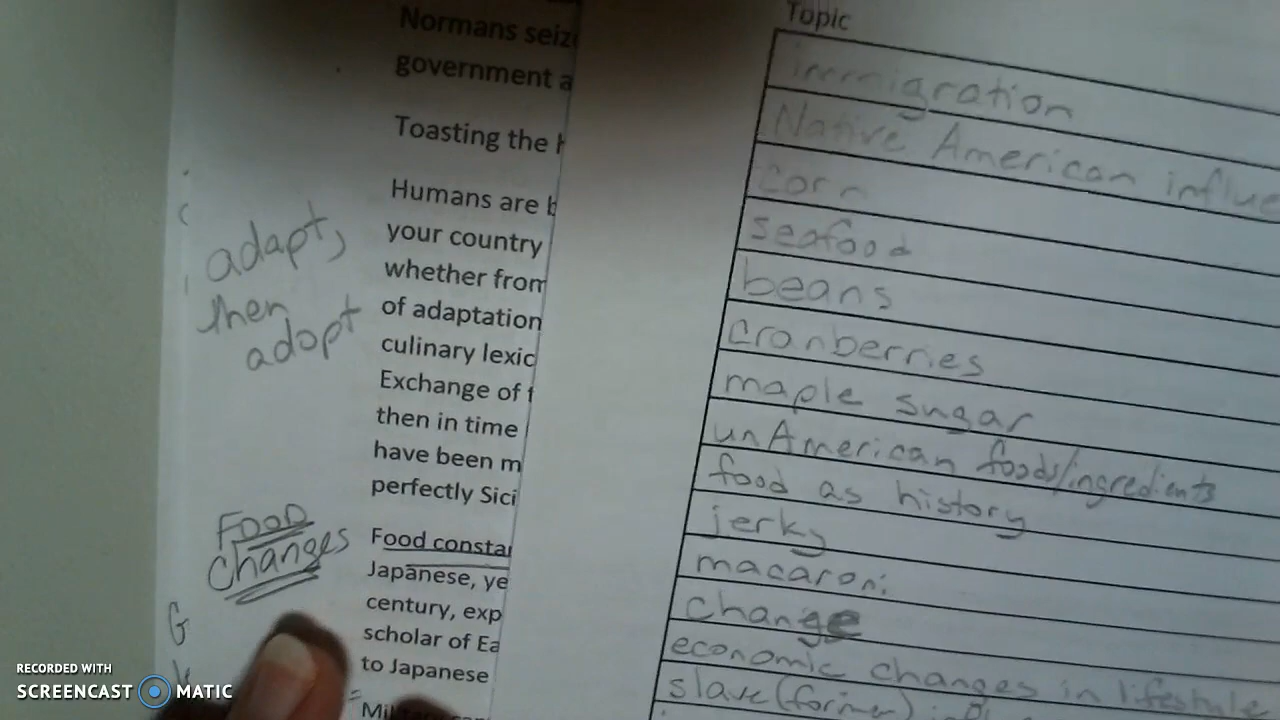 Normans seiz
government a
Toasting the
Humans are b
your country
whether from
of adaptation
culinary lexic
Exchange of
then in time
have been m
perfectly Sici
Food constan
Japanese, ye
century, exp
scholar of Ea
to Japanese
adapt,
then
adopt
Food
changes
G
Topic
immigration
Native American influe
corn
seafood
beans
cranberries
maple sugar
unAmerican foods/ingredients
food as history
jerky
macaroni
change
economic changes in lifestyle
slave (former)
RECORDED WITH
SCREENCAST MATIC